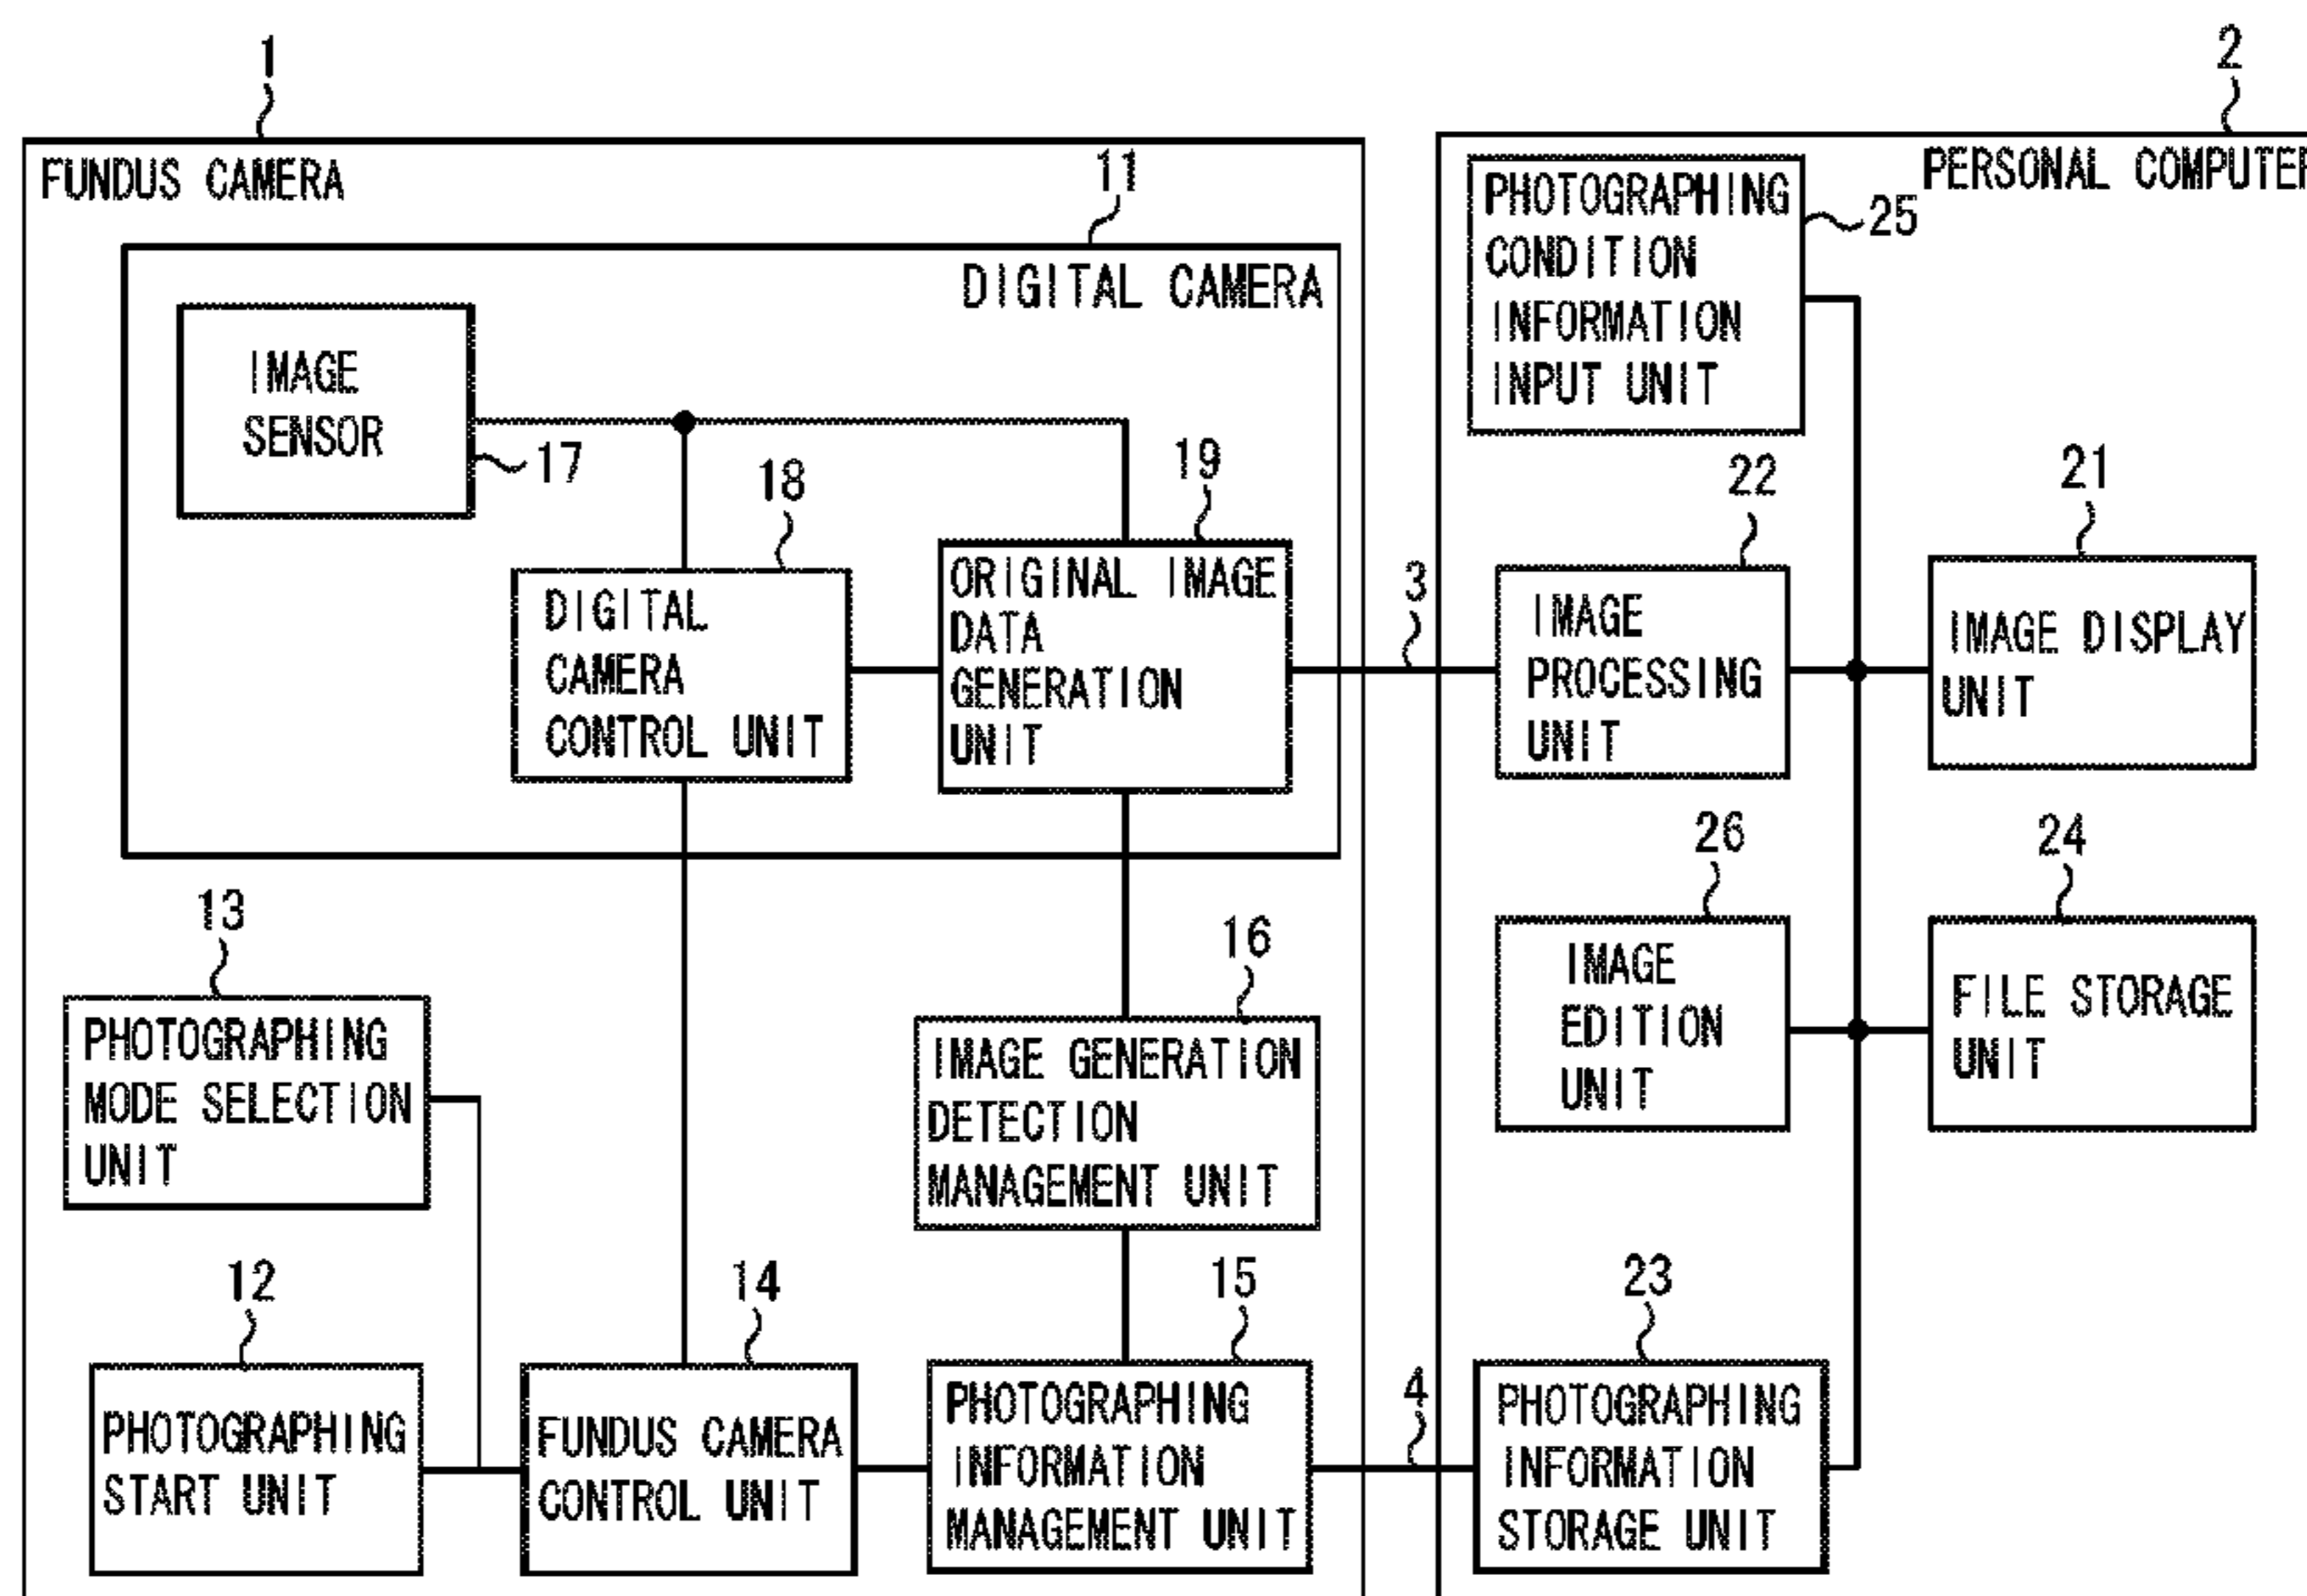 1
2
FUNDUS CAMERA
11
DIGITAL CAMERA
IMAGE
SENSOR
17
18
DIGITAL
CAMERA
CONTROL UNIT
19
ORIGINAL IMAGE
DATA
GENERATION
UNIT
13
PHOTOGRAPHING
MODE SELECTION
UNIT
16
IMAGE GENERATION
DETECTION
MANAGEMENT UNIT
12
PHOTOGRAPHING
START UNIT
14
FUNDUS CAMERA
CONTROL UNIT
15
PHOTOGRAPHING
INFORMATION
MANAGEMENT UNIT
3
4
PERSONAL COMPUTER
PHOTOGRAPHING
CONDITION
INFORMATION
INPUT UNIT
25
22
IMAGE
PROCESSING
UNIT
21
IMAGE DISPLAY
UNIT
26
IMAGE
EDITION
UNIT
24
FILE STORAGE
UNIT
23
PHOTOGRAPHING
INFORMATION
STORAGE UNIT